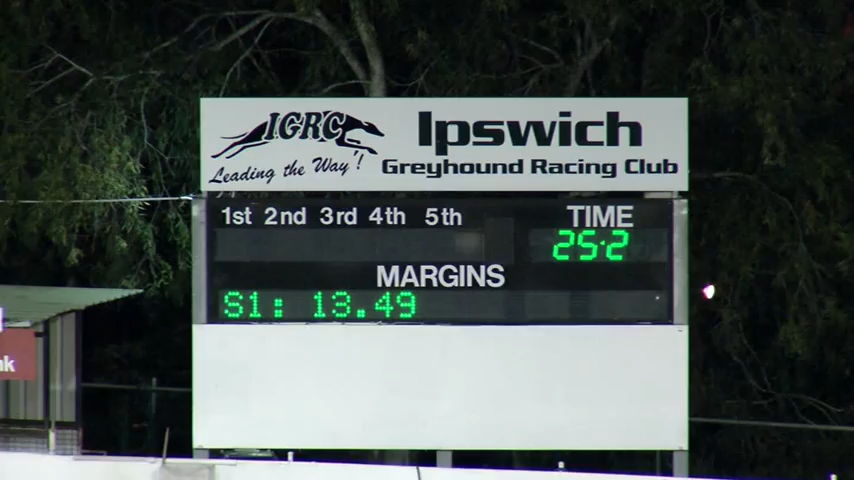 IGRC
Leading the Way'!
Ipswich
Greyhound Racing Club
1st 2nd 3rd 4th 5th
TIME
25.2
MARGINS
S1: 13.49
nk